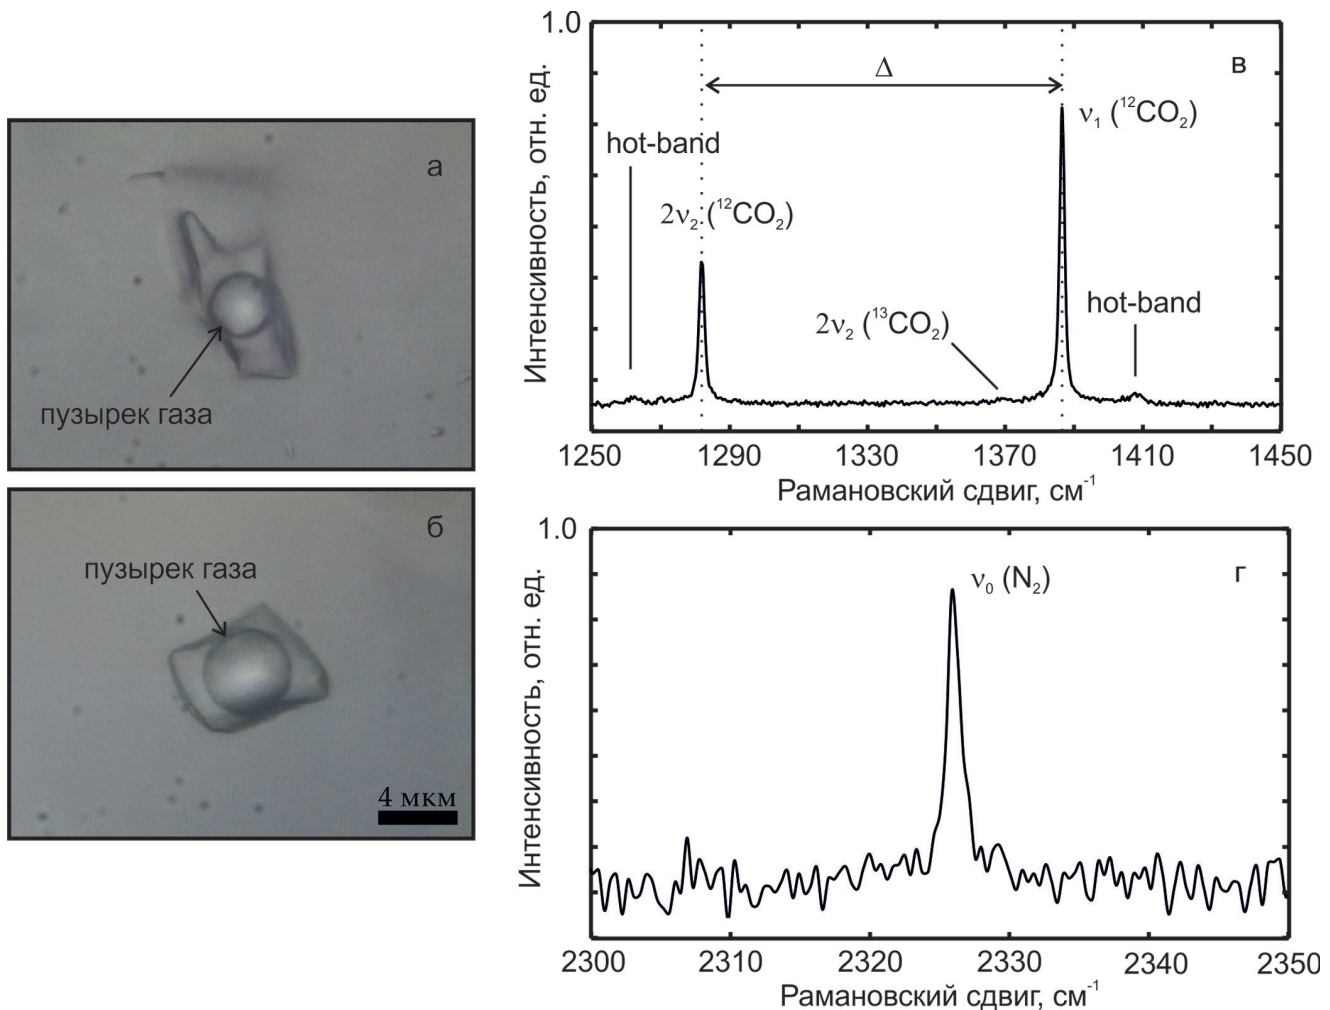 а
пузырек газа
б
пузырек газа
4 мкм
1.0
в
Δ
ν₁ (¹²CO₂)
hot-band
2ν₂ (¹²CO₂)
2ν₂ (¹³CO₂)
hot-band
Интенсивность, отн. ед.
1250 1290 1330 1370 1410 1450
Рамановский сдвиг, см⁻¹
1.0
г
ν₀ (N₂)
Интенсивность, отн. ед.
2300 2310 2320 2330 2340 2350
Рамановский сдвиг, см⁻¹